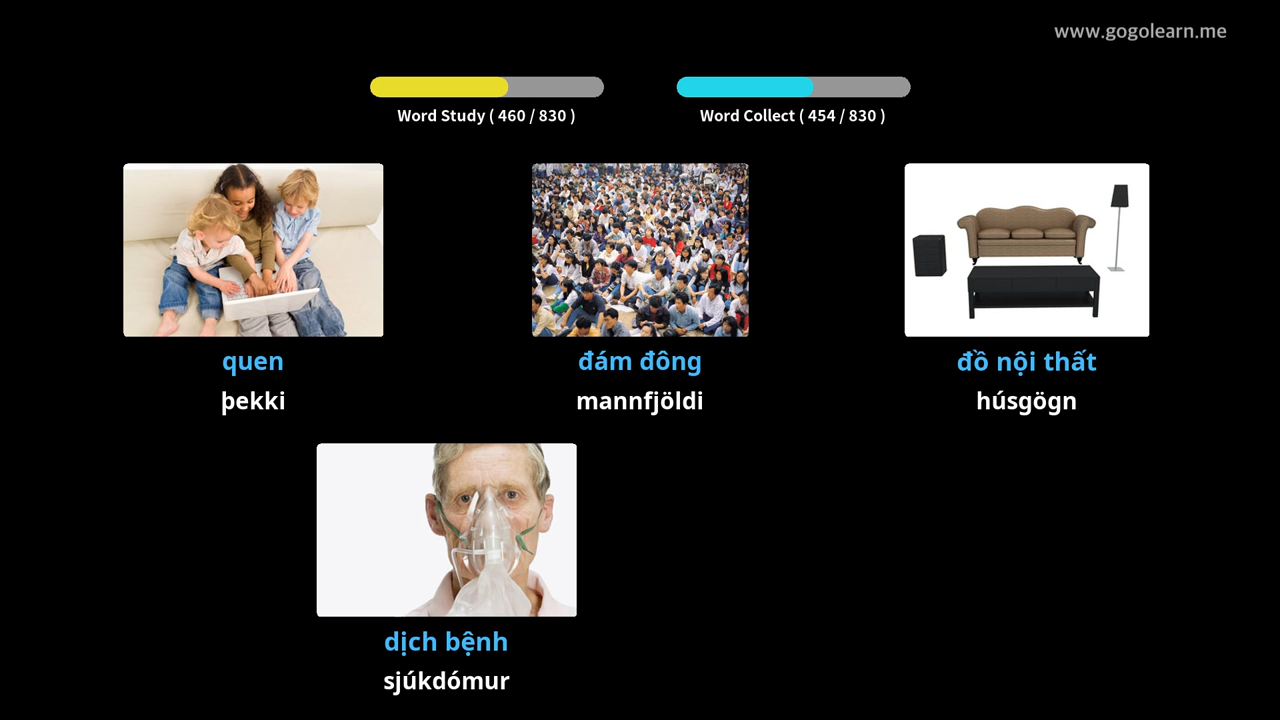 www.gogolearn.me
Word Study ( 460 / 830 )
Word Collect ( 454 / 830 )
quen
þekki
đám đông
mannfjöldi
đồ nội thất
húsgögn
dịch bệnh
sjúkdómur